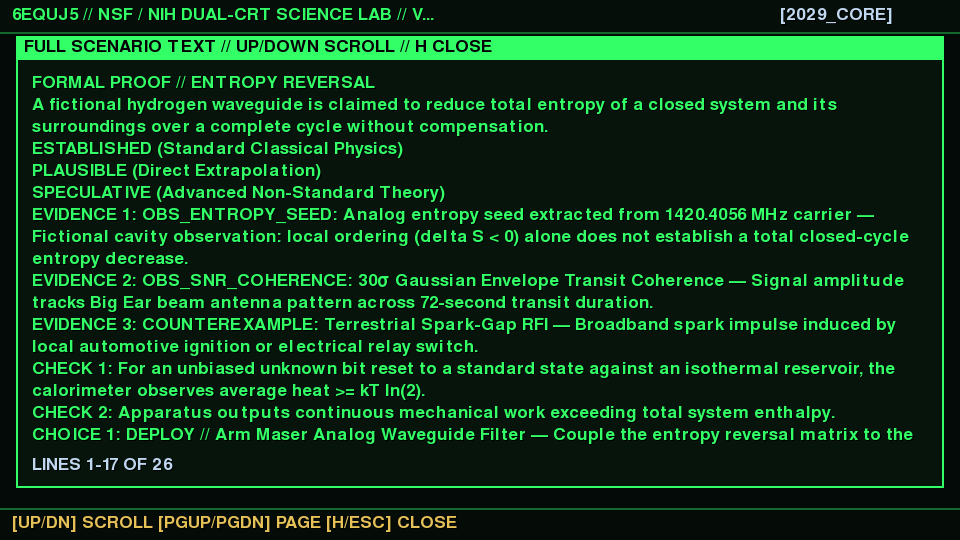 6EQUJ5 // NSF / NIH DUAL-CRT SCIENCE LAB // V...
[2029_CORE]
FULL SCENARIO TEXT // UP/DOWN SCROLL // H CLOSE
FORMAL PROOF // ENTROPY REVERSAL
A fictional hydrogen waveguide is claimed to reduce total entropy of a closed system and its
surroundings over a complete cycle without compensation.
ESTABLISHED (Standard Classical Physics)
PLAUSIBLE (Direct Extrapolation)
SPECULATIVE (Advanced Non-Standard Theory)
EVIDENCE 1: OBS_ENTROPY_SEED: Analog entropy seed extracted from 1420.4056 MHz carrier —
Fictional cavity observation: local ordering (delta S < 0) alone does not establish a total closed-cycle
entropy decrease.
EVIDENCE 2: OBS_SNR_COHERENCE: 30σ Gaussian Envelope Transit Coherence — Signal amplitude
tracks Big Ear beam antenna pattern across 72-second transit duration.
EVIDENCE 3: COUNTEREXAMPLE: Terrestrial Spark-Gap RFI — Broadband spark impulse induced by
local automotive ignition or electrical relay switch.
CHECK 1: For an unbiased unknown bit reset to a standard state against an isothermal reservoir, the
calorimeter observes average heat >= kT ln(2).
CHECK 2: Apparatus outputs continuous mechanical work exceeding total system enthalpy.
CHOICE 1: DEPLOY // Arm Maser Analog Waveguide Filter — Couple the entropy reversal matrix to the
LINES 1-17 OF 26
[UP/DN] SCROLL [PGUP/PGDN] PAGE [H/ESC] CLOSE